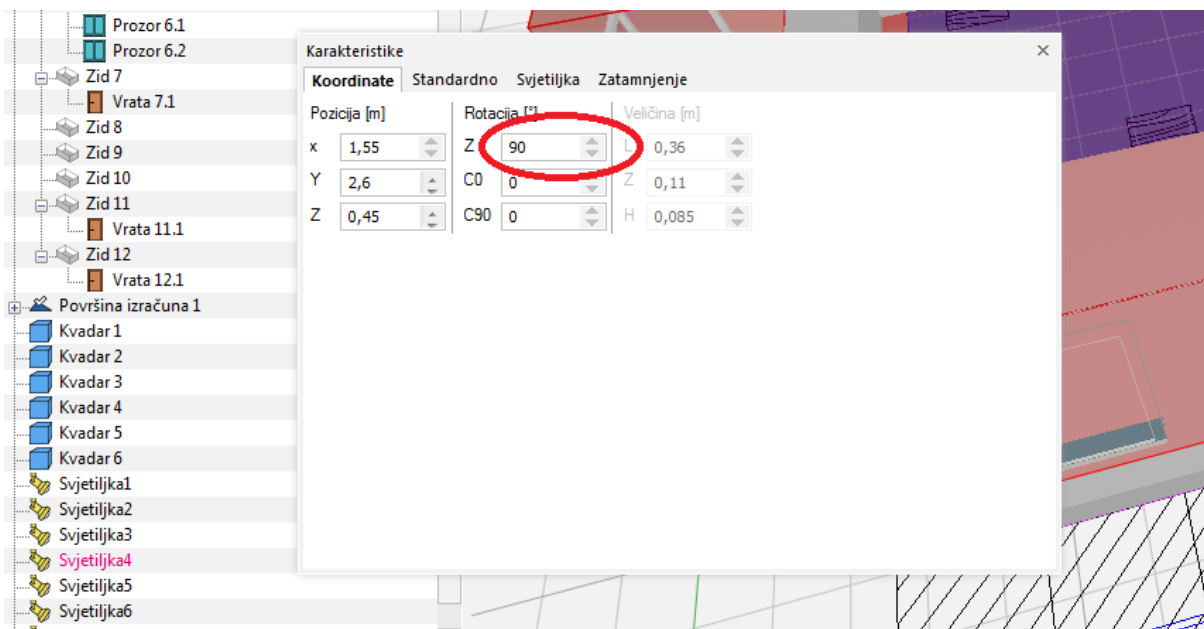 Prozor 6.1
Prozor 6.2
Zid 7
Vrata 7.1
Zid 8
Zid 9
Zid 10
Zid 11
Vrata 11.1
Zid 12
Vrata 12.1
Površina izračuna 1
Kvadar 1
Kvadar 2
Kvadar 3
Kvadar 4
Kvadar 5
Kvadar 6
Svjetiljka1
Svjetiljka2
Svjetiljka3
Svjetiljka4
Svjetiljka5
Svjetiljka6
Karakteristike
Koordinate Standardno Svjetiljka Zatamnjenje
Pozicija [m] Rotacija [°] Veličina [m]
x 1,55 Z 90 L 0,36
Y 2,6 C0 0 Z 0,11
Z 0,45 C90 0 H 0,085